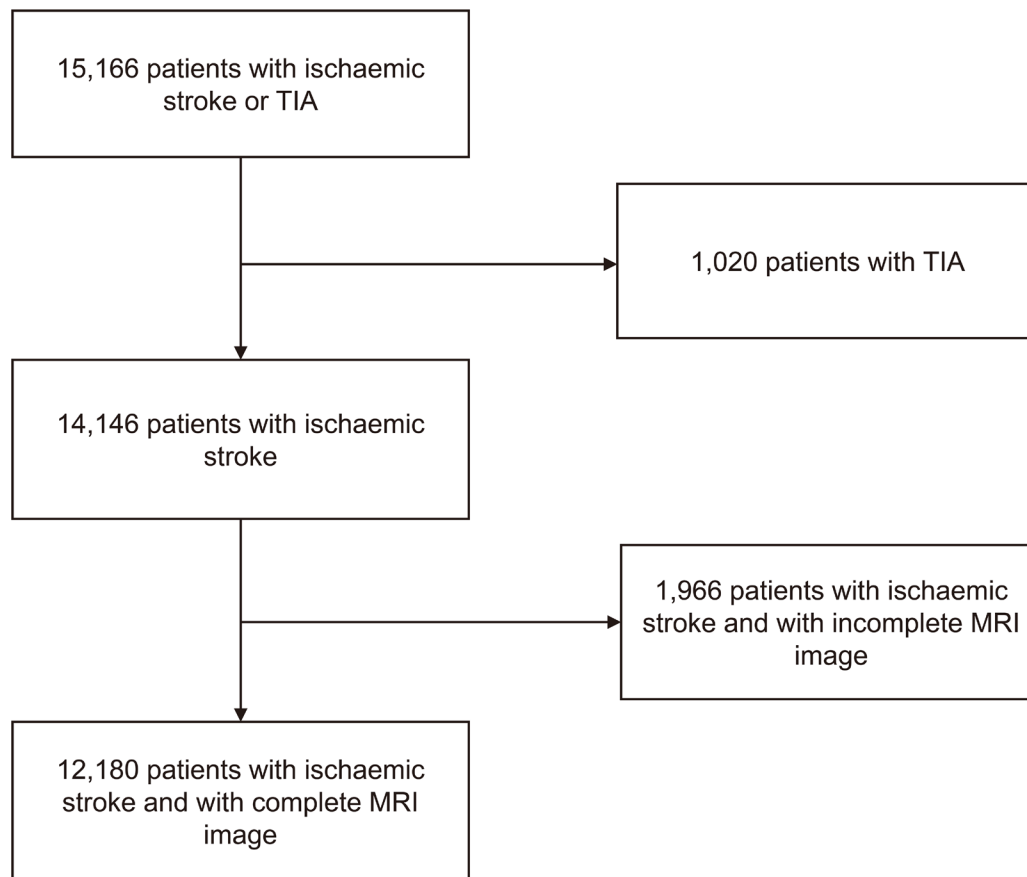 15,166 patients with ischaemic
stroke or TIA
1,020 patients with TIA
14,146 patients with ischaemic
stroke
1,966 patients with ischaemic
stroke and with incomplete MRI
image
12,180 patients with ischaemic
stroke and with complete MRI
image